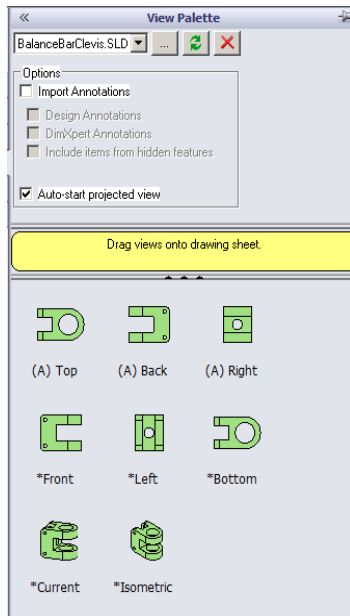 View Palette
BalanceBarClevis.SLD
...
Options
Import Annotations
Design Annotations
DimXpert Annotations
Include items from hidden features
Auto-start projected view
Drag views onto drawing sheet.
(A) Top (A) Back (A) Right
*Front *Left *Bottom
*Current *Isometric